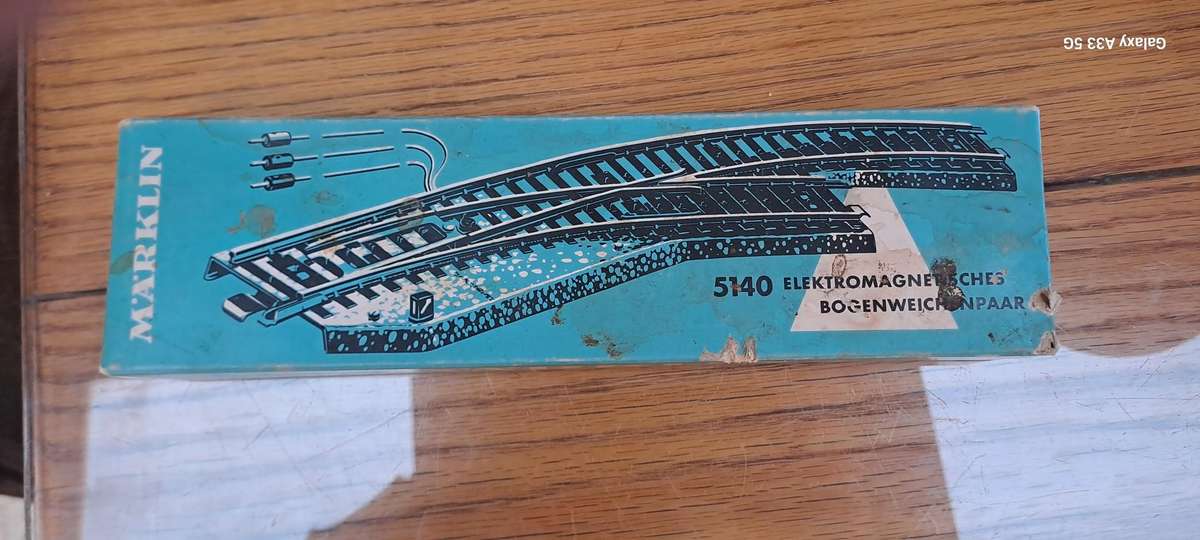 Galaxy A33 5G
MÄRKLIN
5140 ELEKTROMAGNETISCHES
BOGENWEICHENPAAR